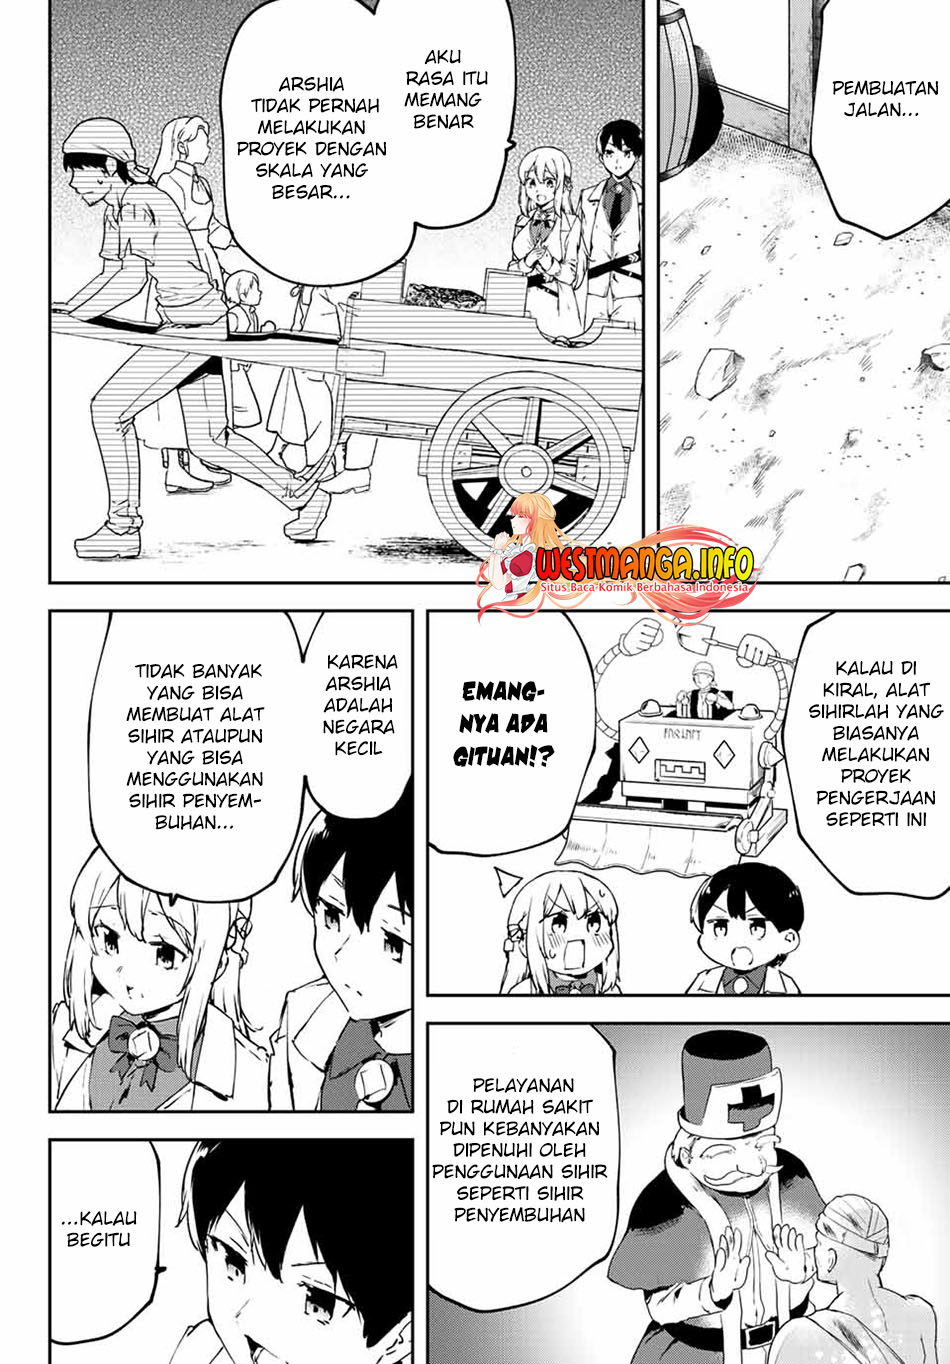 PEMBUATAN
JALAN...
AKU
RASA ITU
MEMANG
BENAR
ARSHIA
TIDAK PERNAH
MELAKUKAN
PROYEK DENGAN
SKALA YANG
BESAR...
WESTMANGA.INFO
Situs Baca Komik Berbahasa Indonesia
KALAU DI
KIRAL, ALAT
SIHIRLAH YANG
BIASANYA
MELAKUKAN
PROYEK
PENGERJAAN
SEPERTI INI
EMANG-
NYA ADA
GITUAN!?
KARENA
ARSHIA
ADALAH
NEGARA
KECIL
TIDAK BANYAK
YANG BISA
MEMBUAT ALAT
SIHIR ATAUPUN
YANG BISA
MENGGUNAKAN
SIHIR PENYEM-
BUHAN...
PELAYANAN
DI RUMAH SAKIT
PUN KEBANYAKAN
DIPENUHI OLEH
PENGGUNAAN SIHIR
SEPERTI SIHIR
PENYEMBUHAN
...KALAU
BEGITU